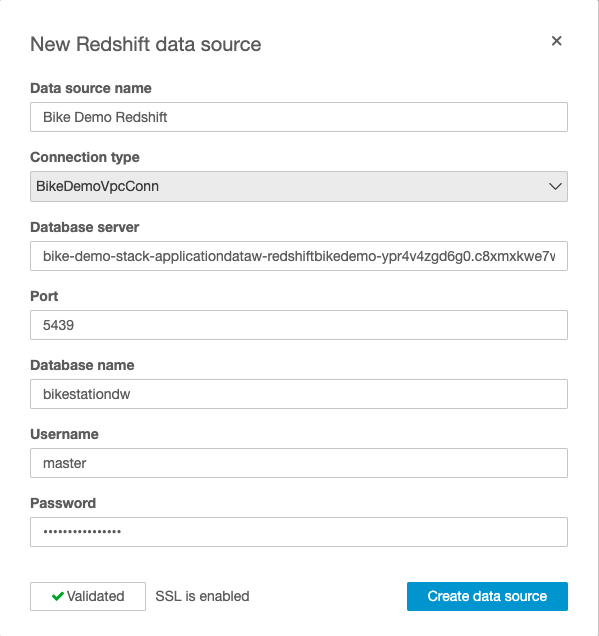 New Redshift data source
Data source name
Bike Demo Redshift
Connection type
BikeDemoVpcConn
Database server
bike-demo-stack-applicationdataw-redshiftbikedemo-ypr4v4zgd6g0.c8xmxkwe7v
Port
5439
Database name
bikestationdw
Username
master
Password
••••••••••••••••
Validated SSL is enabled Create data source